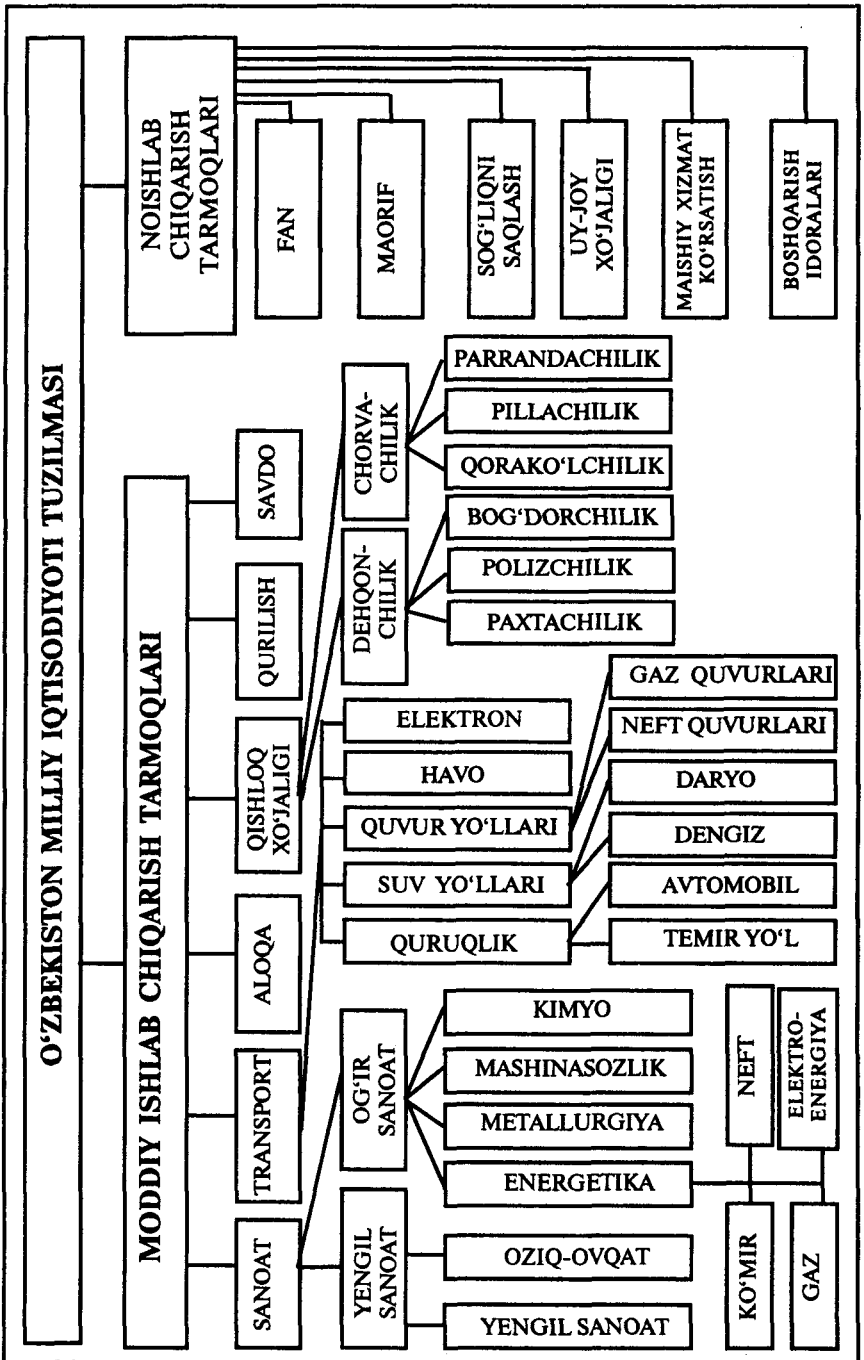 O‘ZBEKISTON MILLIY IQTISODIYOTI TUZILMASI
MODDIY ISHLAB CHIQARISH TARMOQLARI
NOISHLAB
CHIQARISH
TARMOQLARI
SANOAT
TRANSPORT
ALOQA
QISHLOQ
XO‘JALIGI
QURILISH
SAVDO
FAN
MAORIF
SOG‘LIQNI
SAQLASH
UY-JOY
XO‘JALIGI
MAISHIY XIZMAT
KO‘RSATISH
BOSHQARISH
IDORALARI
YENGIL
SANOAT
OG‘IR
SANOAT
DEHQON-
CHILIK
CHORVA-
CHILIK
PARRANDACHILIK
PILLACHILIK
QORAKO‘LCHILIK
BOG‘DORCHILIK
POLIZCHILIK
PAXTACHILIK
ELEKTRON
HAVO
QUVUR YO‘LLARI
SUV YO‘LLARI
QURUQLIK
GAZ QUVURLARI
NEFT QUVURLARI
DARYO
DENGIZ
AVTOMOBIL
TEMIR YO‘L
KIMYO
MASHINASOZLIK
METALLURGIYA
ENERGETIKA
OZIQ-OVQAT
YENGIL SANOAT
KO‘MIR
NEFT
GAZ
ELEKTRO-
ENERGIYA